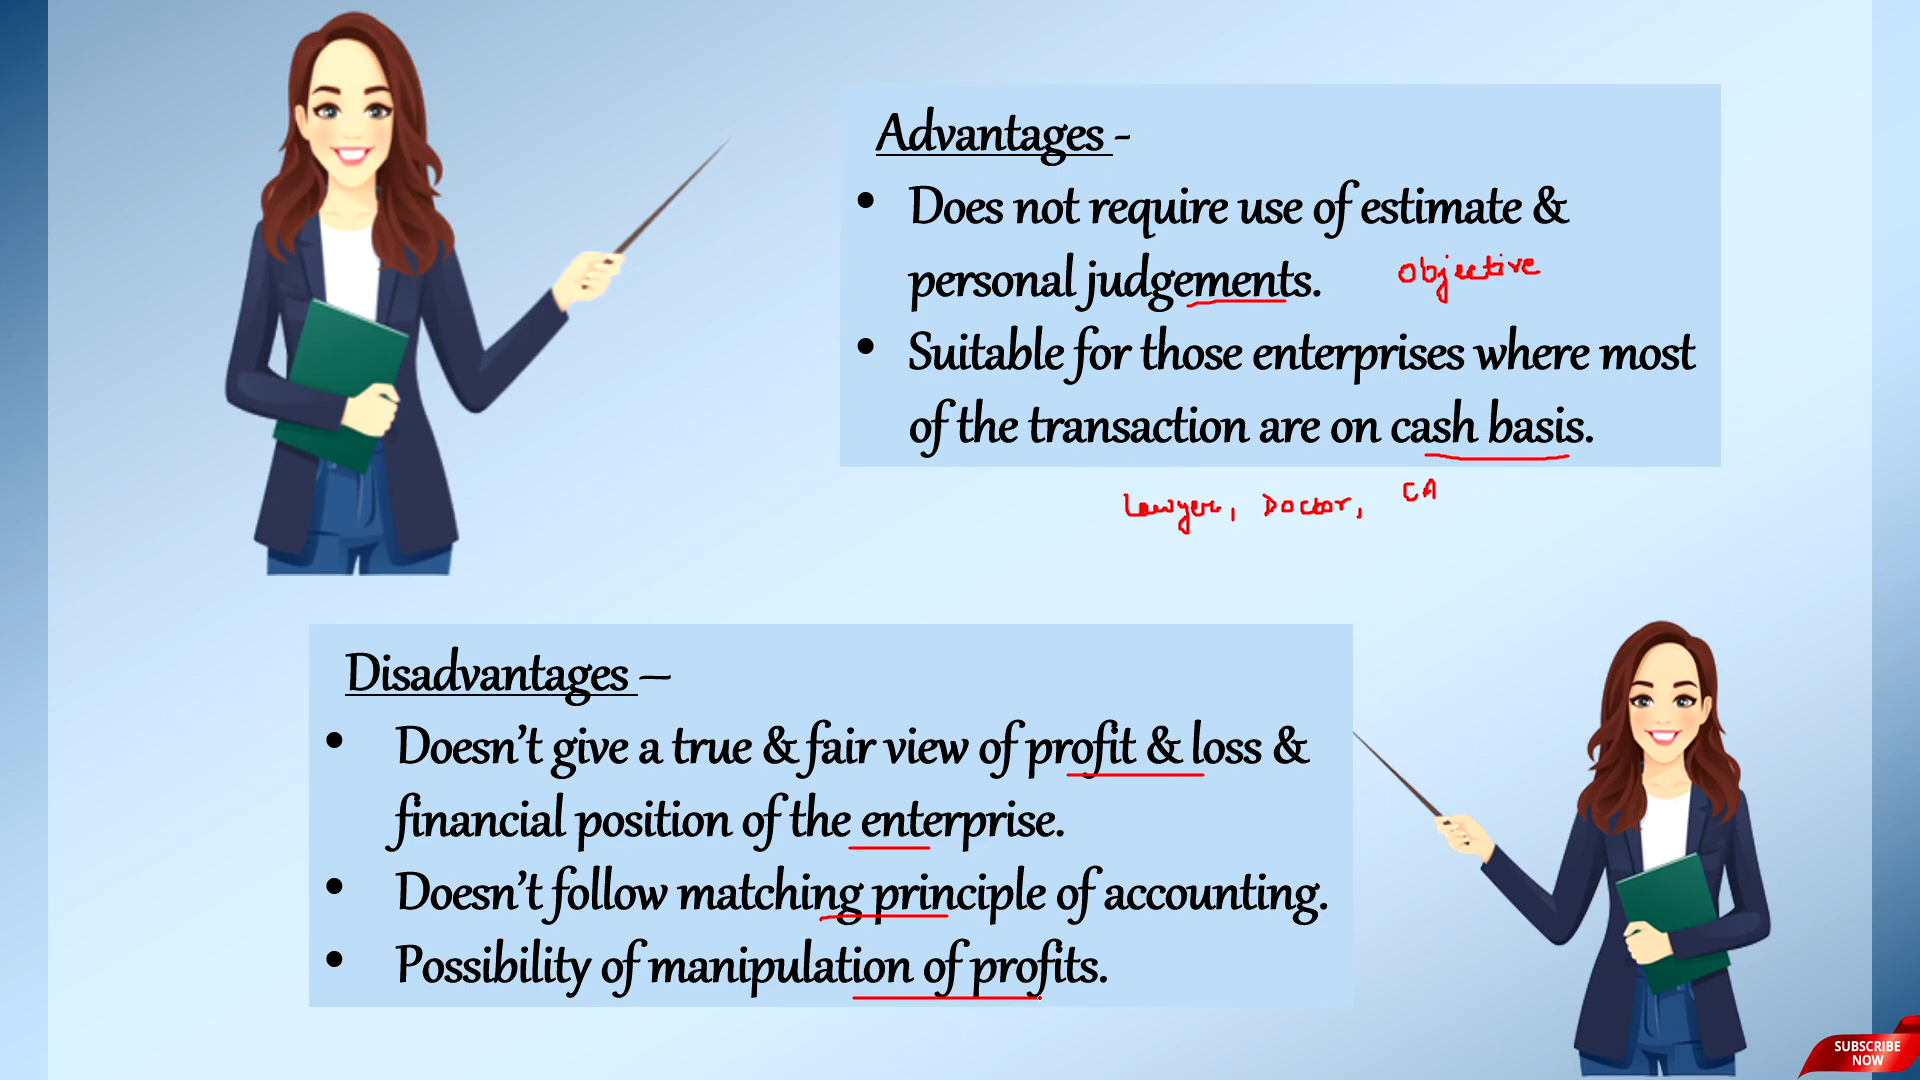 Advantages -
• Does not require use of estimate &
personal judgements.
objective
• Suitable for those enterprises where most
of the transaction are on cash basis.
Lawyer, Doctor, CA
Disadvantages –
• Doesn't give a true & fair view of profit & loss &
financial position of the enterprise.
• Doesn't follow matching principle of accounting.
• Possibility of manipulation of profits.
SUBSCRIBE
NOW